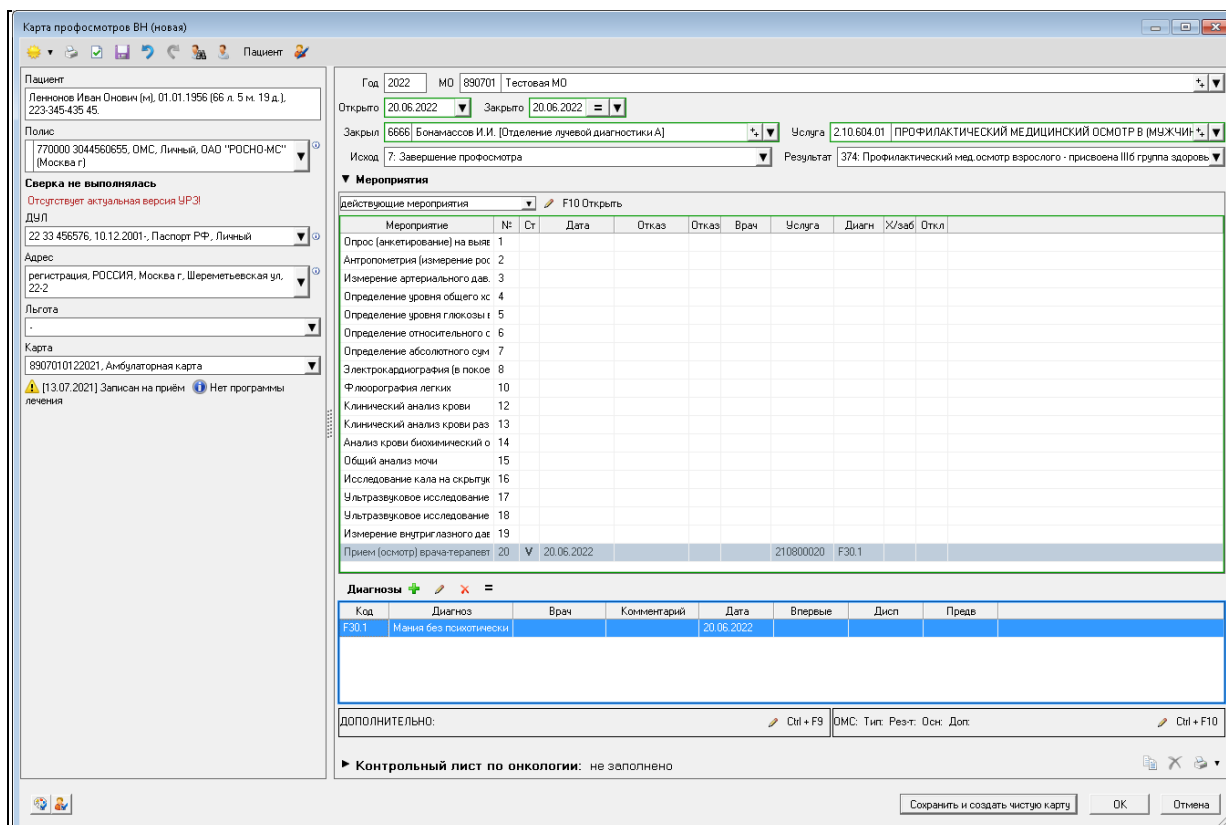 Карта профосмотров ВН (новая)
Пациент
Пациент
Леннонов Иван Онович (м), 01.01.1956 (66 л. 5 м. 19 д.),
223-345-435 45.
Полис
770000 3044560655, ОМС, Личный, ОАО "РОСНО-МС"
(Москва г)
Сверка не выполнялась
Отсутствует актуальная версия УРЗ!
ДУЛ
22 33 456576, 10.12.2001-, Паспорт РФ, Личный
Адрес
регистрация, РОССИЯ, Москва г, Шереметьевская ул,
22-2
Льгота
-
Карта
8907010122021, Амбулаторная карта
[13.07.2021] Записан на приём Нет программы
лечения
Год 2022 МО 890701 Тестовая МО
Открыто 20.06.2022 Закрыто 20.06.2022 =
Закрыл 6666 Бонамассов И.И. [Отделение лучевой диагностики А] Услуга 2.10.604.01 ПРОФИЛАКТИЧЕСКИЙ МЕДИЦИНСКИЙ ОСМОТР В (МУЖЧИН
Исход 7: Завершение профосмотра Результат 374: Профилактический мед.осмотр взрослого - присвоена IIIб группа здоровь
Мероприятия
действующие мероприятия F10 Открыть
Мероприятие № Ст Дата Отказ Отказ Врач Услуга Диагн Х/заб Откл
Опрос (анкетирование) на выяв 1
Антропометрия (измерение рос 2
Измерение артериального дав. 3
Определение уровня общего хс 4
Определение уровня глюкозы в 5
Определение относительного с 6
Определение абсолютного сум 7
Электрокардиография (в покое 8
Флюорография легких 10
Клинический анализ крови 12
Клинический анализ крови раз 13
Анализ крови биохимический о 14
Общий анализ мочи 15
Исследование кала на скрытук 16
Ультразвуковое исследование 17
Ультразвуковое исследование 18
Измерение внутриглазного дав 19
Прием (осмотр) врача-терапевт 20 V 20.06.2022 210800020 F30.1
Диагнозы =
Код Диагноз Врач Комментарий Дата Впервые Дисп Предв
F30.1 Мания без психотически 20.06.2022
ДОПОЛНИТЕЛЬНО: Ctrl + F9 ОМС: Тип: Рез-т: Осн: Доп: Ctrl + F10
Контрольный лист по онкологии: не заполнено
Сохранить и создать чистую карту OK Отмена